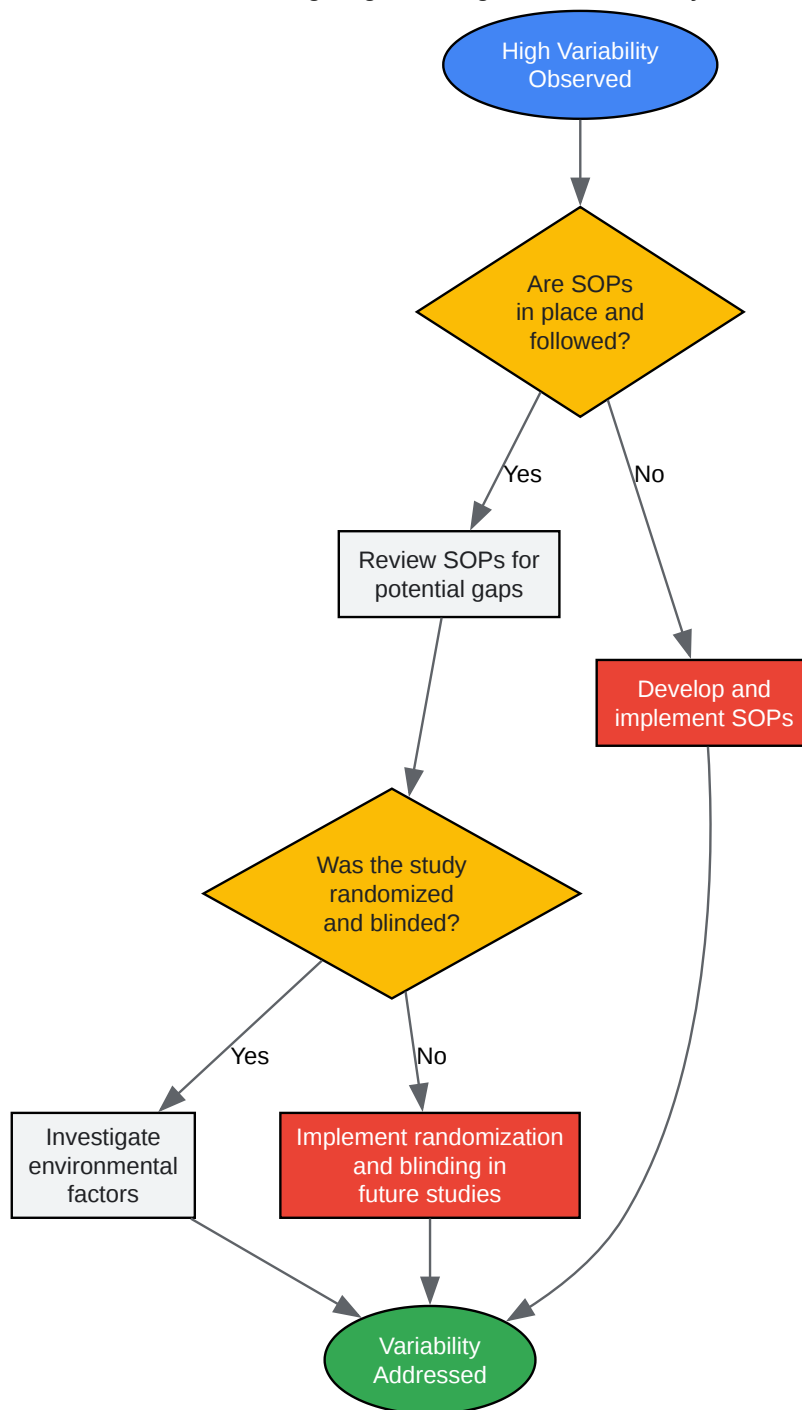 High Variability
Observed
Are SOPs
in place and
followed?
Yes
No
Review SOPs for
potential gaps
Develop and
implement SOPs
Was the study
randomized
and blinded?
Yes
No
Investigate
environmental
factors
Implement randomization
and blinding in
future studies
Variability
Addressed